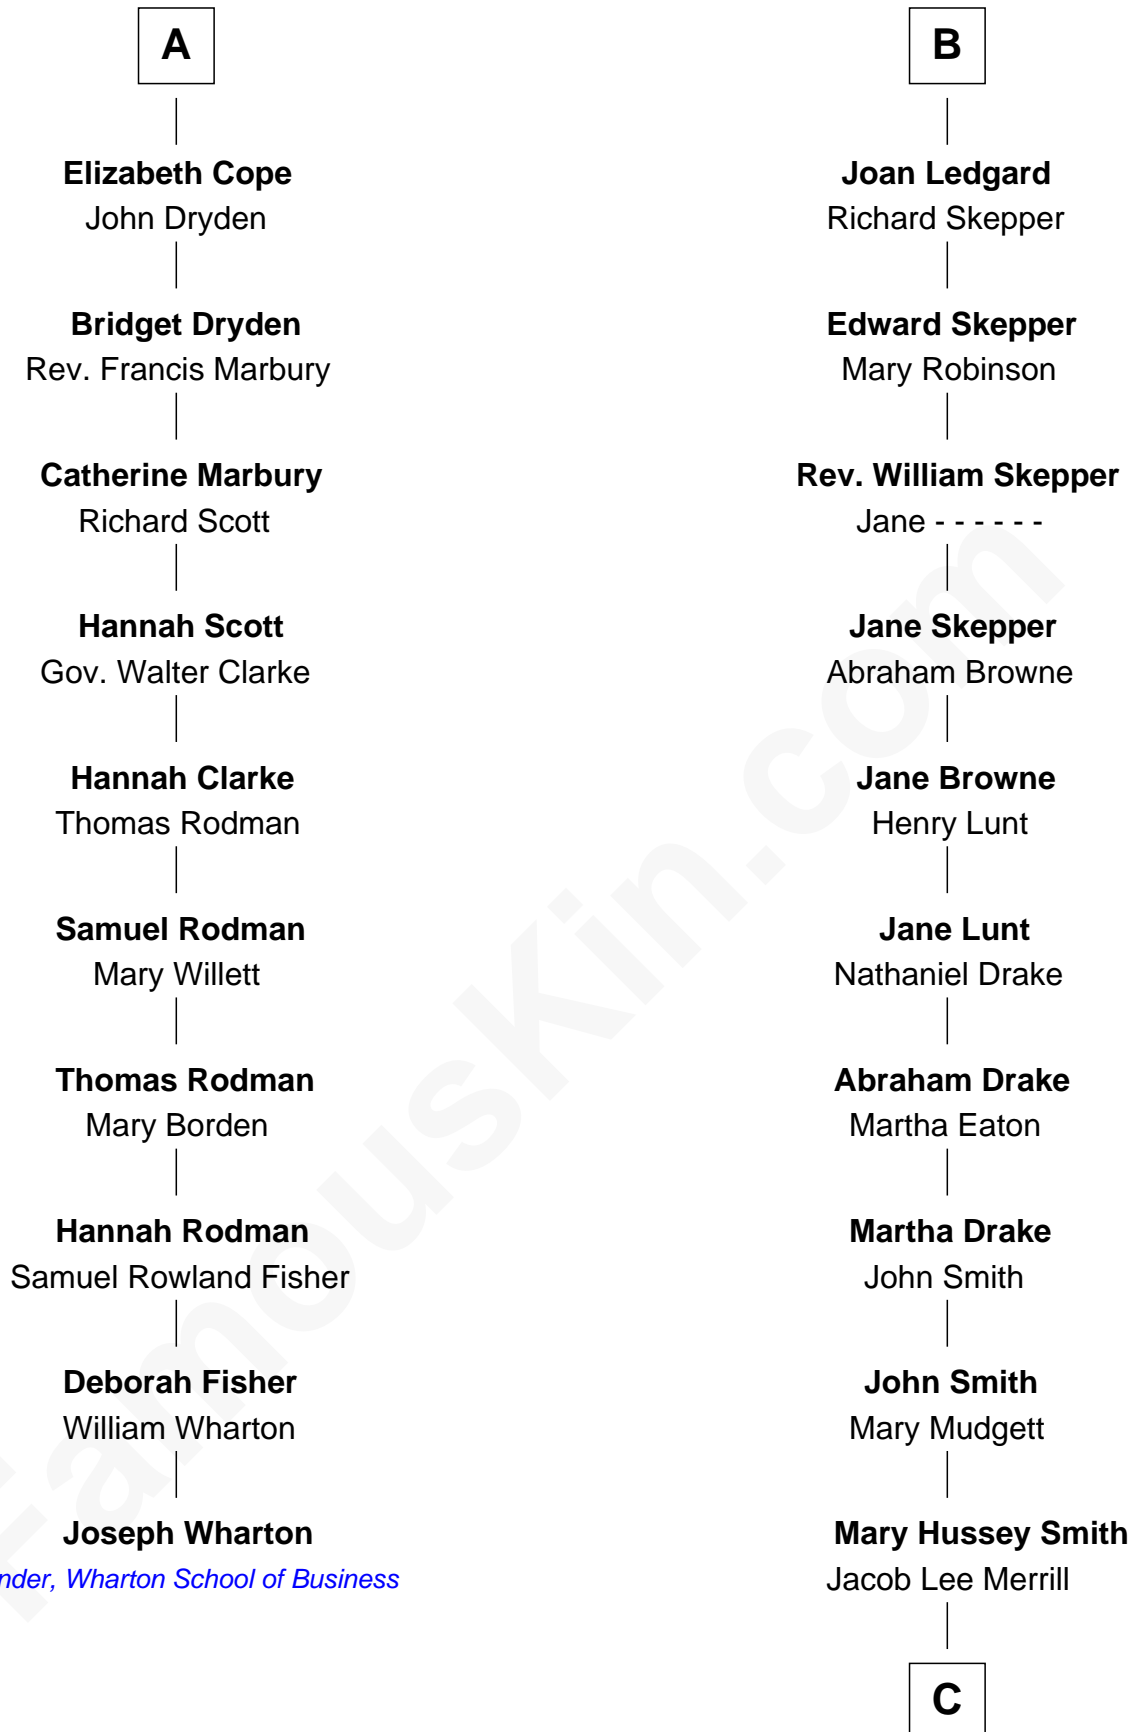 A
Elizabeth Cope
John Dryden
Bridget Dryden
Rev. Francis Marbury
Catherine Marbury
Richard Scott
Hannah Scott
Gov. Walter Clarke
Hannah Clarke
Thomas Rodman
Samuel Rodman
Mary Willett
Thomas Rodman
Mary Borden
Hannah Rodman
Samuel Rowland Fisher
Deborah Fisher
William Wharton
Joseph Wharton
nder, Wharton School of Business
B
Joan Ledgard
Richard Skepper
Edward Skepper
Mary Robinson
Rev. William Skepper
Jane - - - - - -
Jane Skepper
Abraham Browne
Jane Browne
Henry Lunt
Jane Lunt
Nathaniel Drake
Abraham Drake
Martha Eaton
Martha Drake
John Smith
John Smith
Mary Mudgett
Mary Hussey Smith
Jacob Lee Merrill
C
FamousKin.com